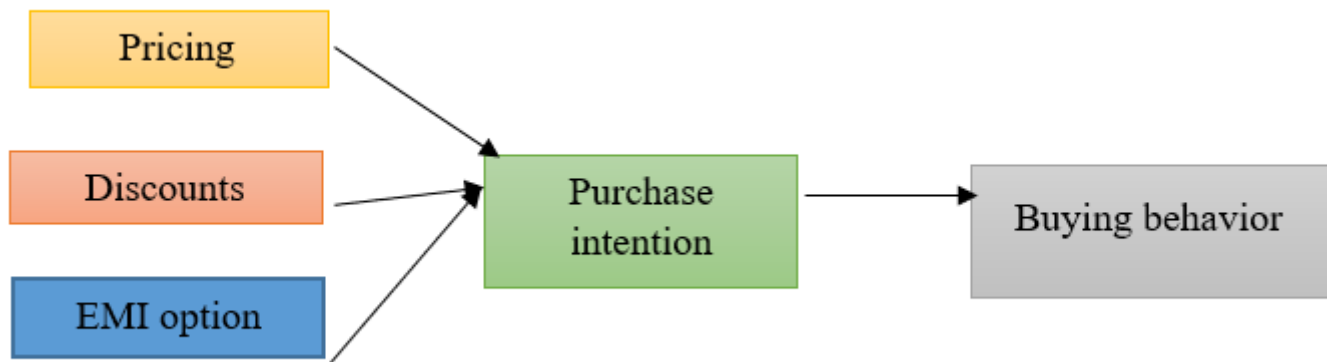 Pricing
Discounts
EMI option
Purchase
intention
Buying behavior